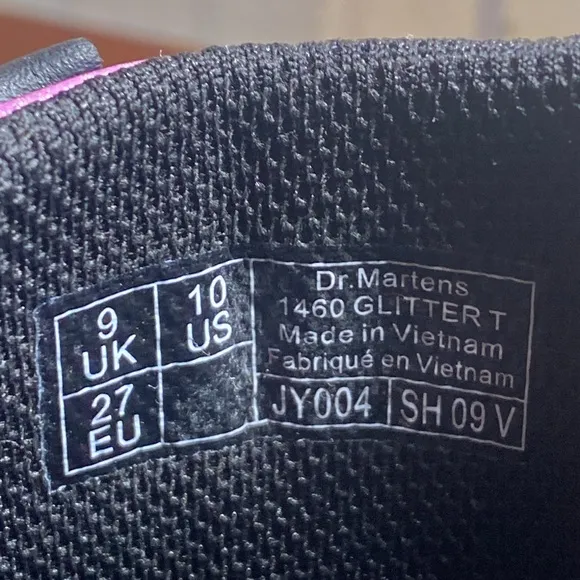 9
UK
10
US
27
EU
Dr.Martens
1460 GLITTER T
Made in Vietnam
Fabriqué en Vietnam
JY004
SH 09 V